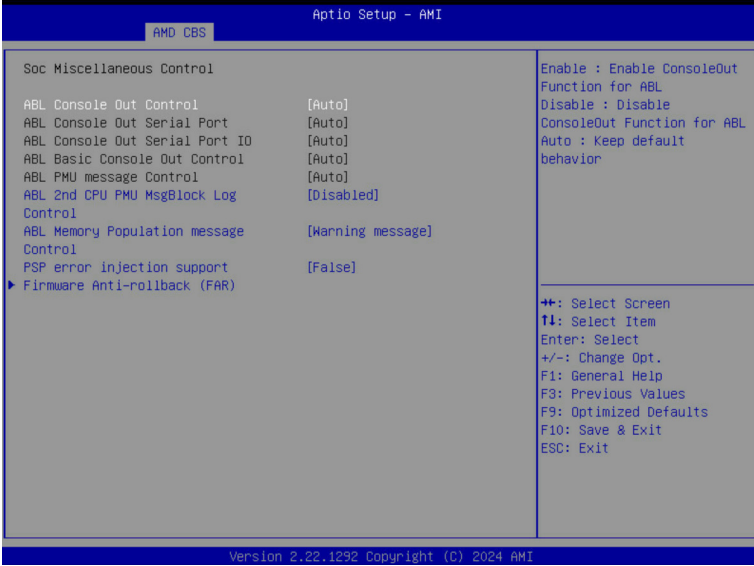 Aptio Setup – AMI
AMD CBS
Soc Miscellaneous Control
ABL Console Out Control [Auto]
ABL Console Out Serial Port [Auto]
ABL Console Out Serial Port IO [Auto]
ABL Basic Console Out Control [Auto]
ABL PMU message Control [Auto]
ABL 2nd CPU PMU MsgBlock Log [Disabled]
Control
ABL Memory Population message [Warning message]
Control
PSP error injection support [False]
Firmware Anti-rollback (FAR)
Enable : Enable ConsoleOut
Function for ABL
Disable : Disable
ConsoleOut Function for ABL
Auto : Keep default
behavior
→←: Select Screen
↑↓: Select Item
Enter: Select
+/-: Change Opt.
F1: General Help
F3: Previous Values
F9: Optimized Defaults
F10: Save & Exit
ESC: Exit
Version 2.22.1292 Copyright (C) 2024 AMI